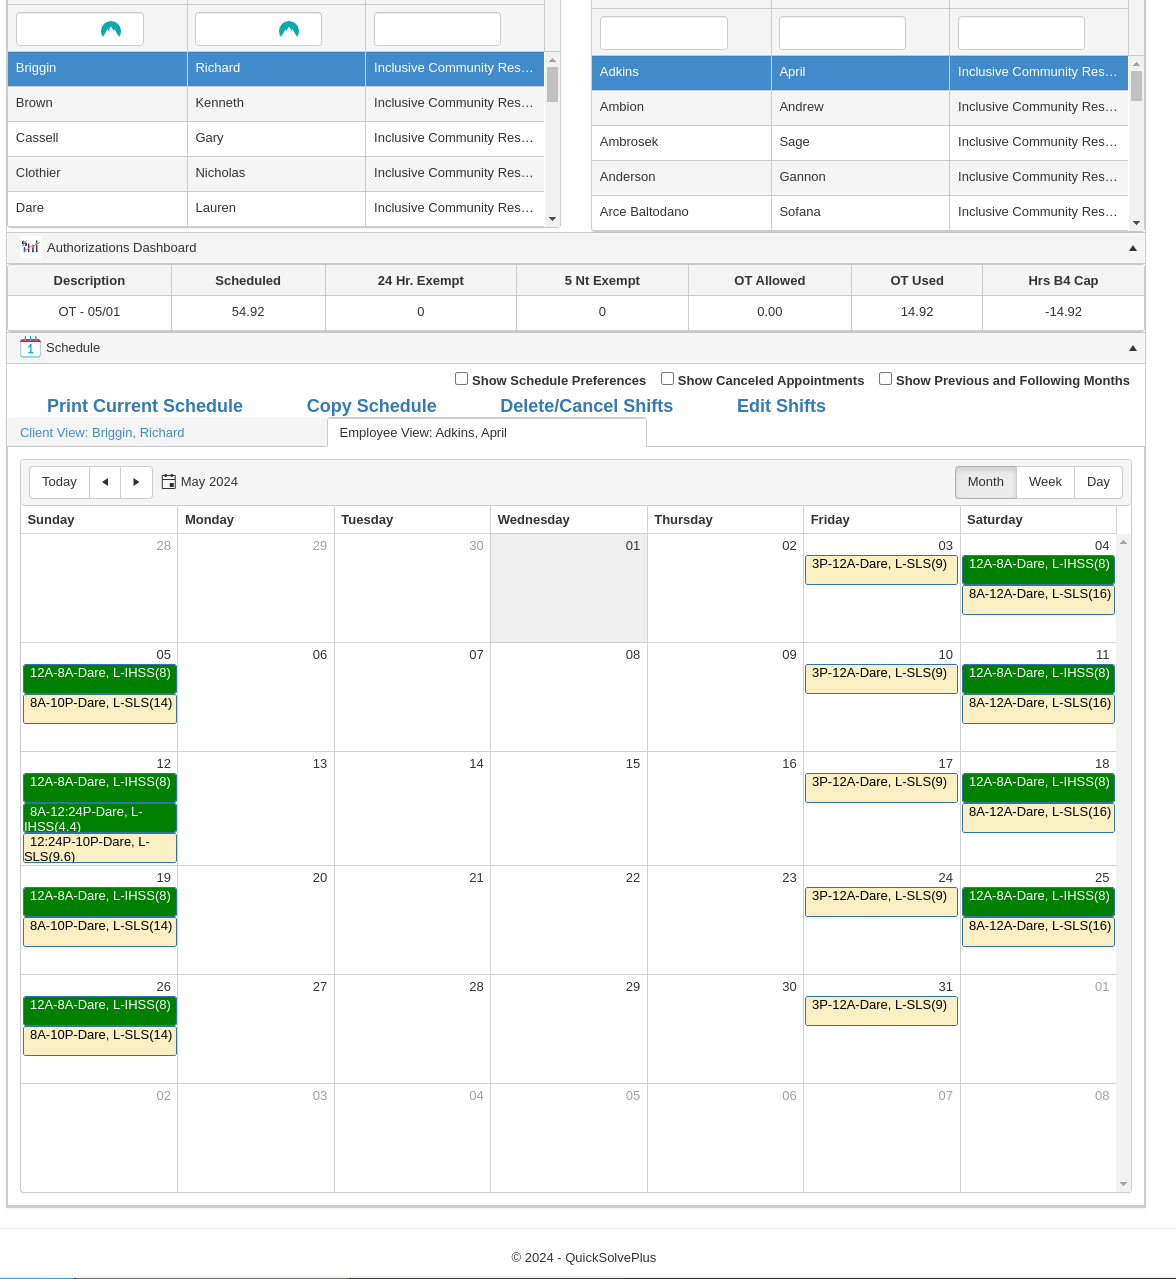 Briggin Richard Inclusive Community Res…
Brown Kenneth Inclusive Community Res…
Cassell Gary Inclusive Community Res…
Clothier Nicholas Inclusive Community Res…
Dare Lauren Inclusive Community Res…
Adkins April Inclusive Community Res…
Ambion Andrew Inclusive Community Res…
Ambrosek Sage Inclusive Community Res…
Anderson Gannon Inclusive Community Res…
Arce Baltodano Sofana Inclusive Community Res…
Authorizations Dashboard
Description Scheduled 24 Hr. Exempt 5 Nt Exempt OT Allowed OT Used Hrs B4 Cap
OT - 05/01 54.92 0 0 0.00 14.92 -14.92
1 Schedule
Show Schedule Preferences Show Canceled Appointments Show Previous and Following Months
Print Current Schedule Copy Schedule Delete/Cancel Shifts Edit Shifts
Client View: Briggin, Richard Employee View: Adkins, April
Today May 2024 Month Week Day
Sunday Monday Tuesday Wednesday Thursday Friday Saturday
28 29 30 01 02 03 04
3P-12A-Dare, L-SLS(9) 12A-8A-Dare, L-IHSS(8)
8A-12A-Dare, L-SLS(16)
05 06 07 08 09 10 11
12A-8A-Dare, L-IHSS(8) 3P-12A-Dare, L-SLS(9) 12A-8A-Dare, L-IHSS(8)
8A-10P-Dare, L-SLS(14) 8A-12A-Dare, L-SLS(16)
12 13 14 15 16 17 18
12A-8A-Dare, L-IHSS(8) 3P-12A-Dare, L-SLS(9) 12A-8A-Dare, L-IHSS(8)
8A-12:24P-Dare, L- 8A-12A-Dare, L-SLS(16)
IHSS(4.4)
12:24P-10P-Dare, L-
SLS(9.6)
19 20 21 22 23 24 25
12A-8A-Dare, L-IHSS(8) 3P-12A-Dare, L-SLS(9) 12A-8A-Dare, L-IHSS(8)
8A-10P-Dare, L-SLS(14) 8A-12A-Dare, L-SLS(16)
26 27 28 29 30 31 01
12A-8A-Dare, L-IHSS(8) 3P-12A-Dare, L-SLS(9)
8A-10P-Dare, L-SLS(14)
02 03 04 05 06 07 08
© 2024 - QuickSolvePlus